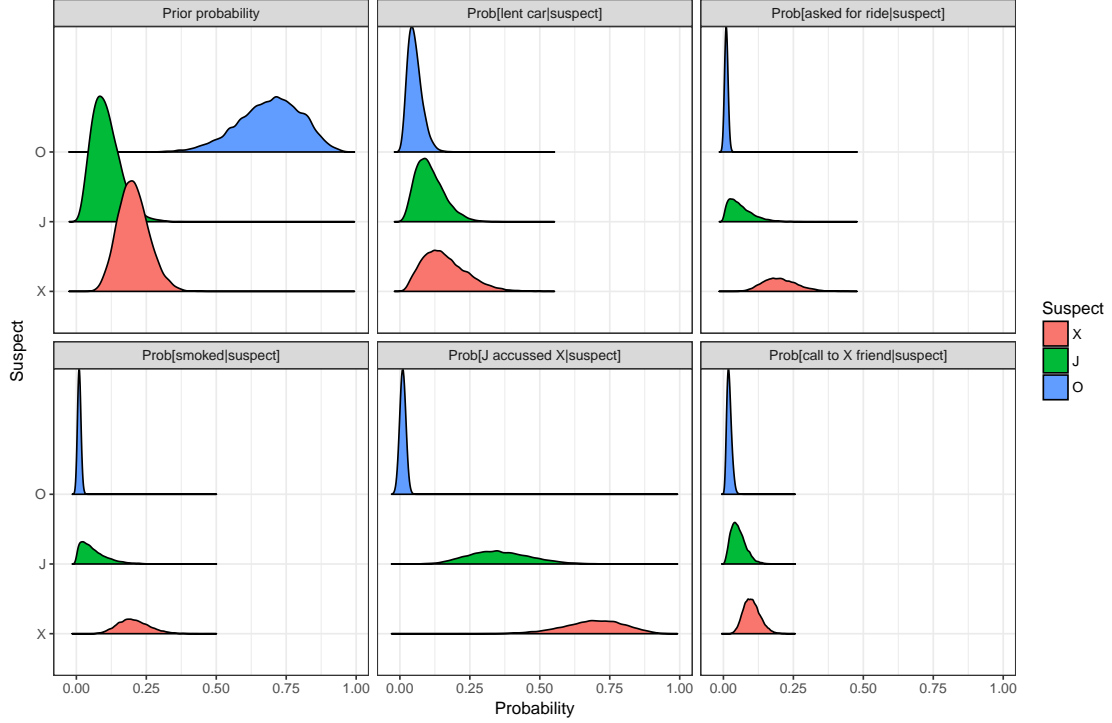 Prior probability
Prob[lent car|suspect]
Prob[asked for ride|suspect]
O
J
X
Prob[smoked|suspect]
Prob[J accussed X|suspect]
Prob[call to X friend|suspect]
O
J
X
0.00 0.25 0.50 0.75 1.00
0.00 0.25 0.50 0.75 1.00
0.00 0.25 0.50 0.75 1.00
Probability
Suspect
Suspect
X
J
O